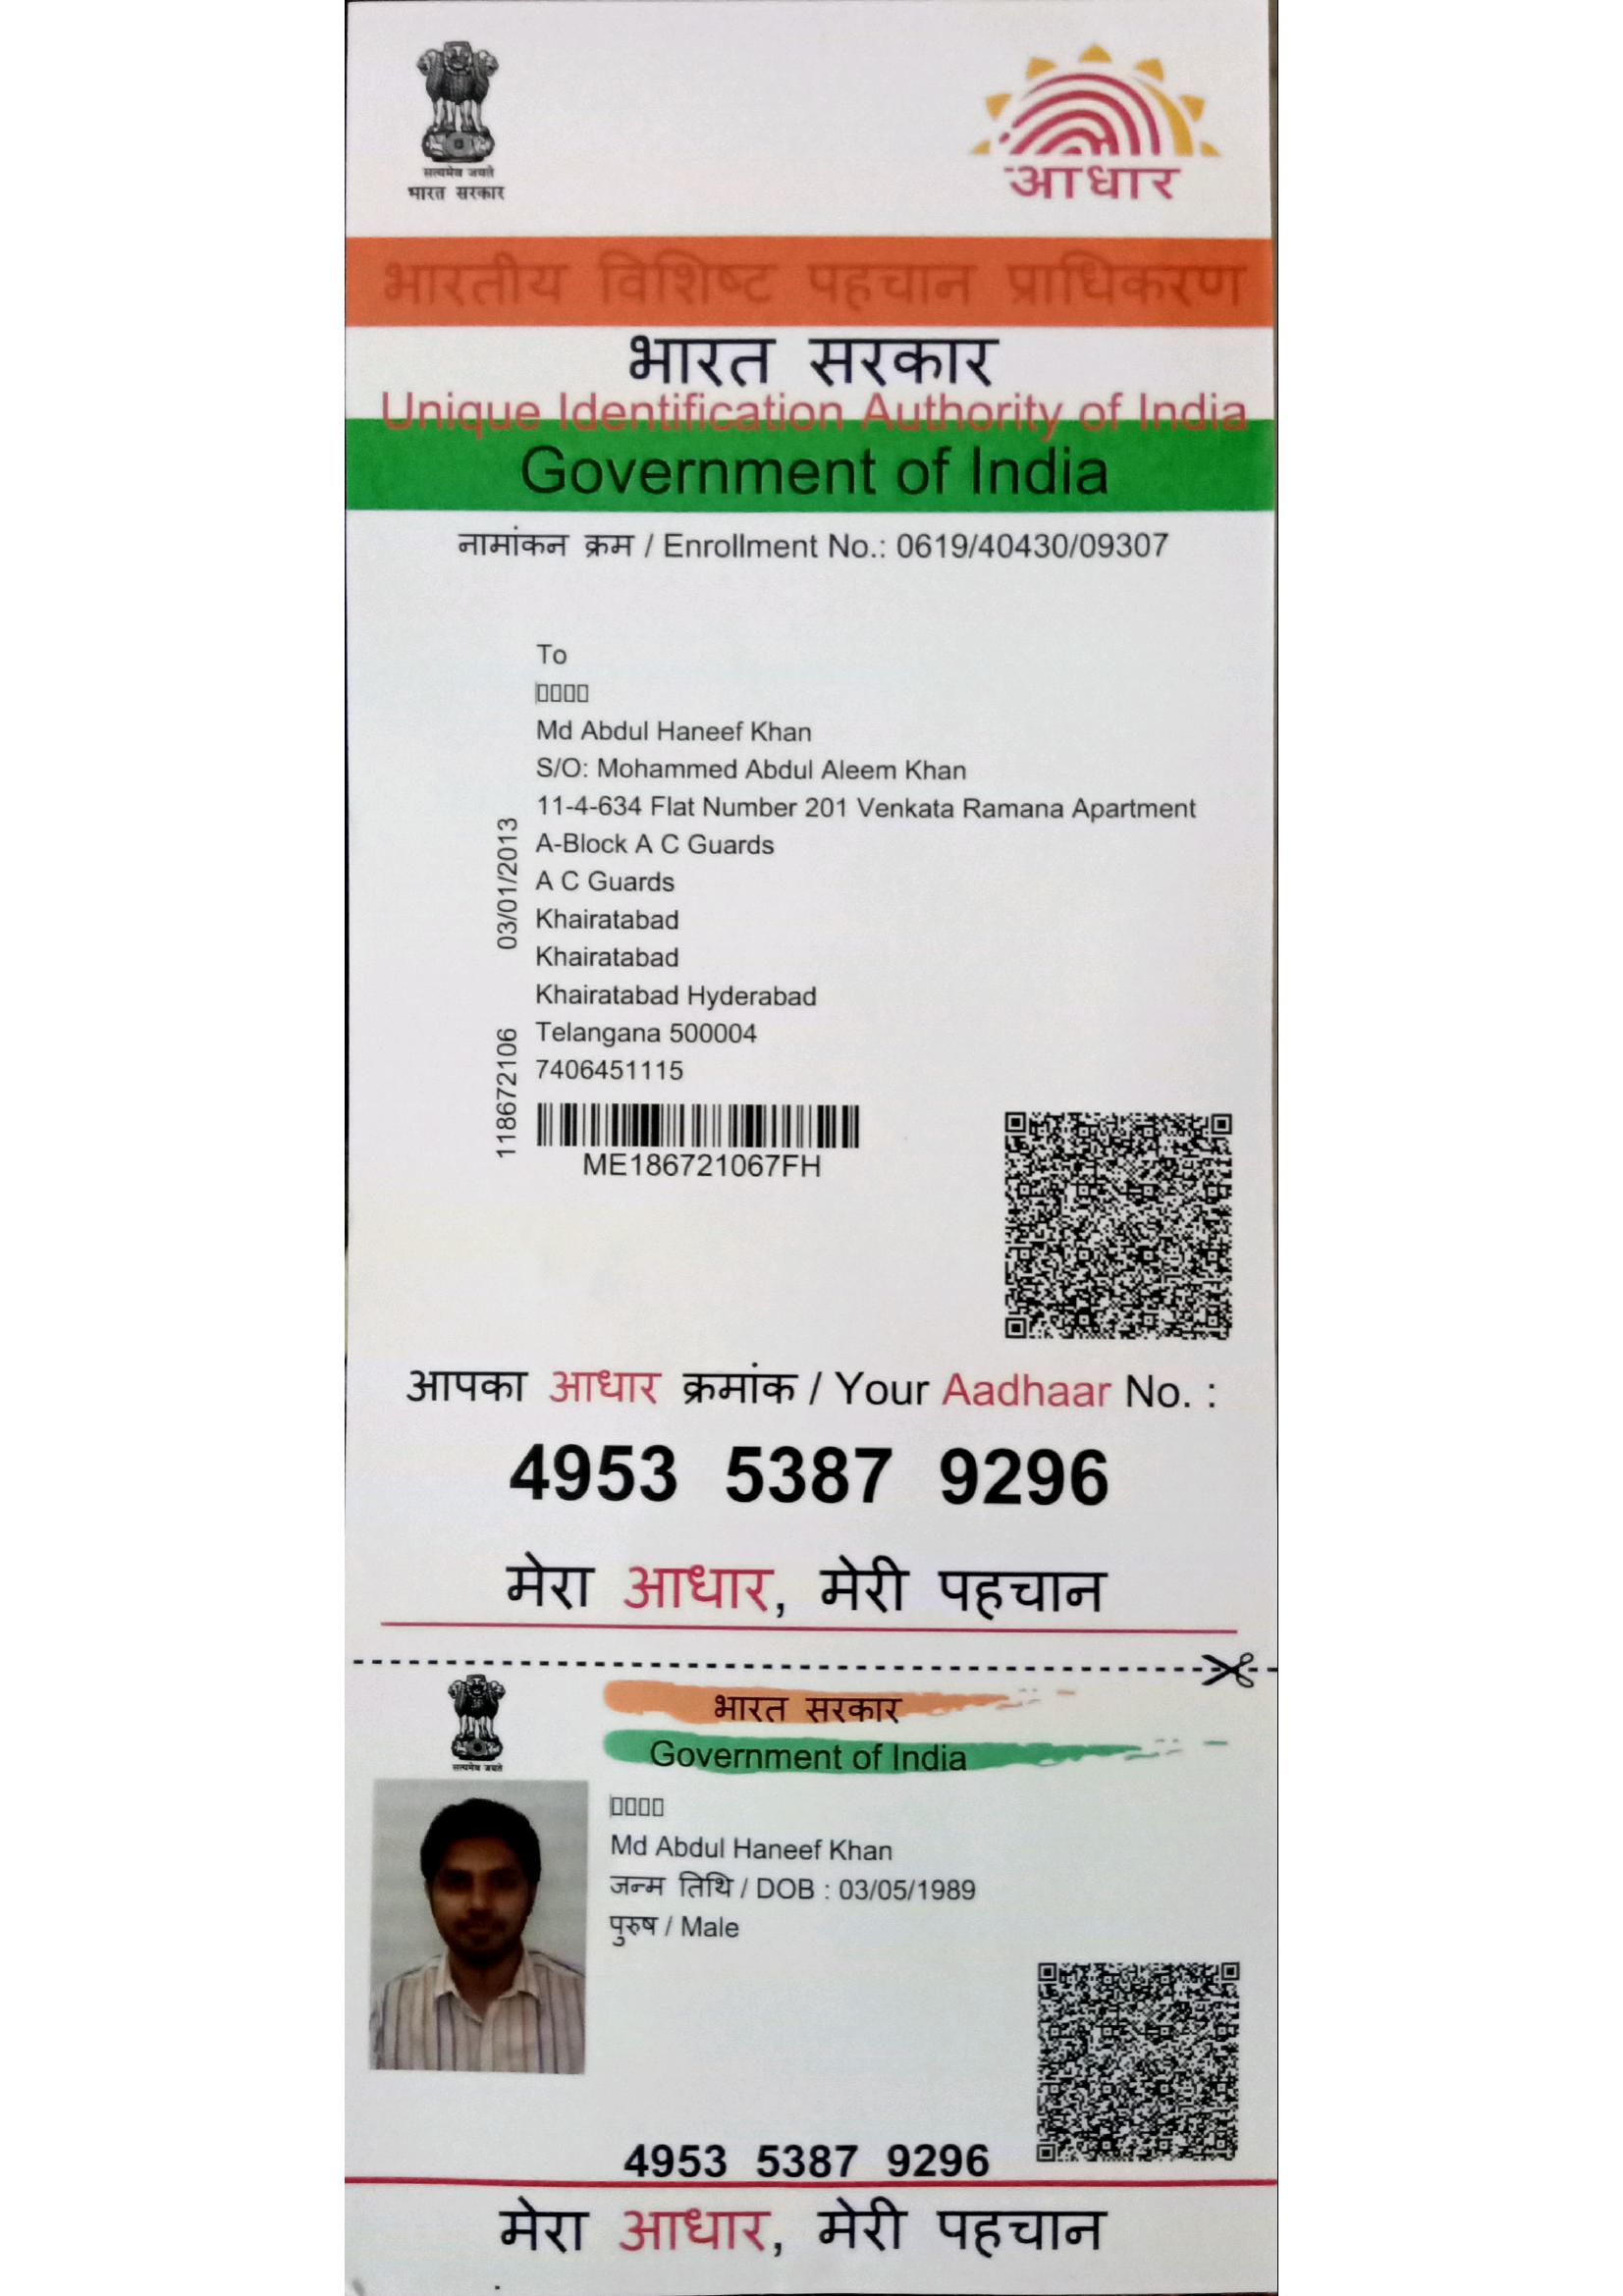 सत्यमेव जयते
भारत सरकार
आधार
भारतीय विशिष्ट पहचान प्राधिकरण
भारत सरकार
Unique Identification Authority of India
Government of India
नामांकन क्रम / Enrollment No.: 0619/40430/09307
To
Md Abdul Haneef Khan
S/O: Mohammed Abdul Aleem Khan
11-4-634 Flat Number 201 Venkata Ramana Apartment
A-Block A C Guards
A C Guards
Khairatabad
Khairatabad
Khairatabad Hyderabad
Telangana 500004
7406451115
03/01/2013
118672106
ME186721067FH
आपका आधार क्रमांक / Your Aadhaar No. :
4953 5387 9296
मेरा आधार, मेरी पहचान
सत्यमेव जयते
भारत सरकार
Government of India
Md Abdul Haneef Khan
जन्म तिथि / DOB : 03/05/1989
पुरुष / Male
4953 5387 9296
मेरा आधार, मेरी पहचान